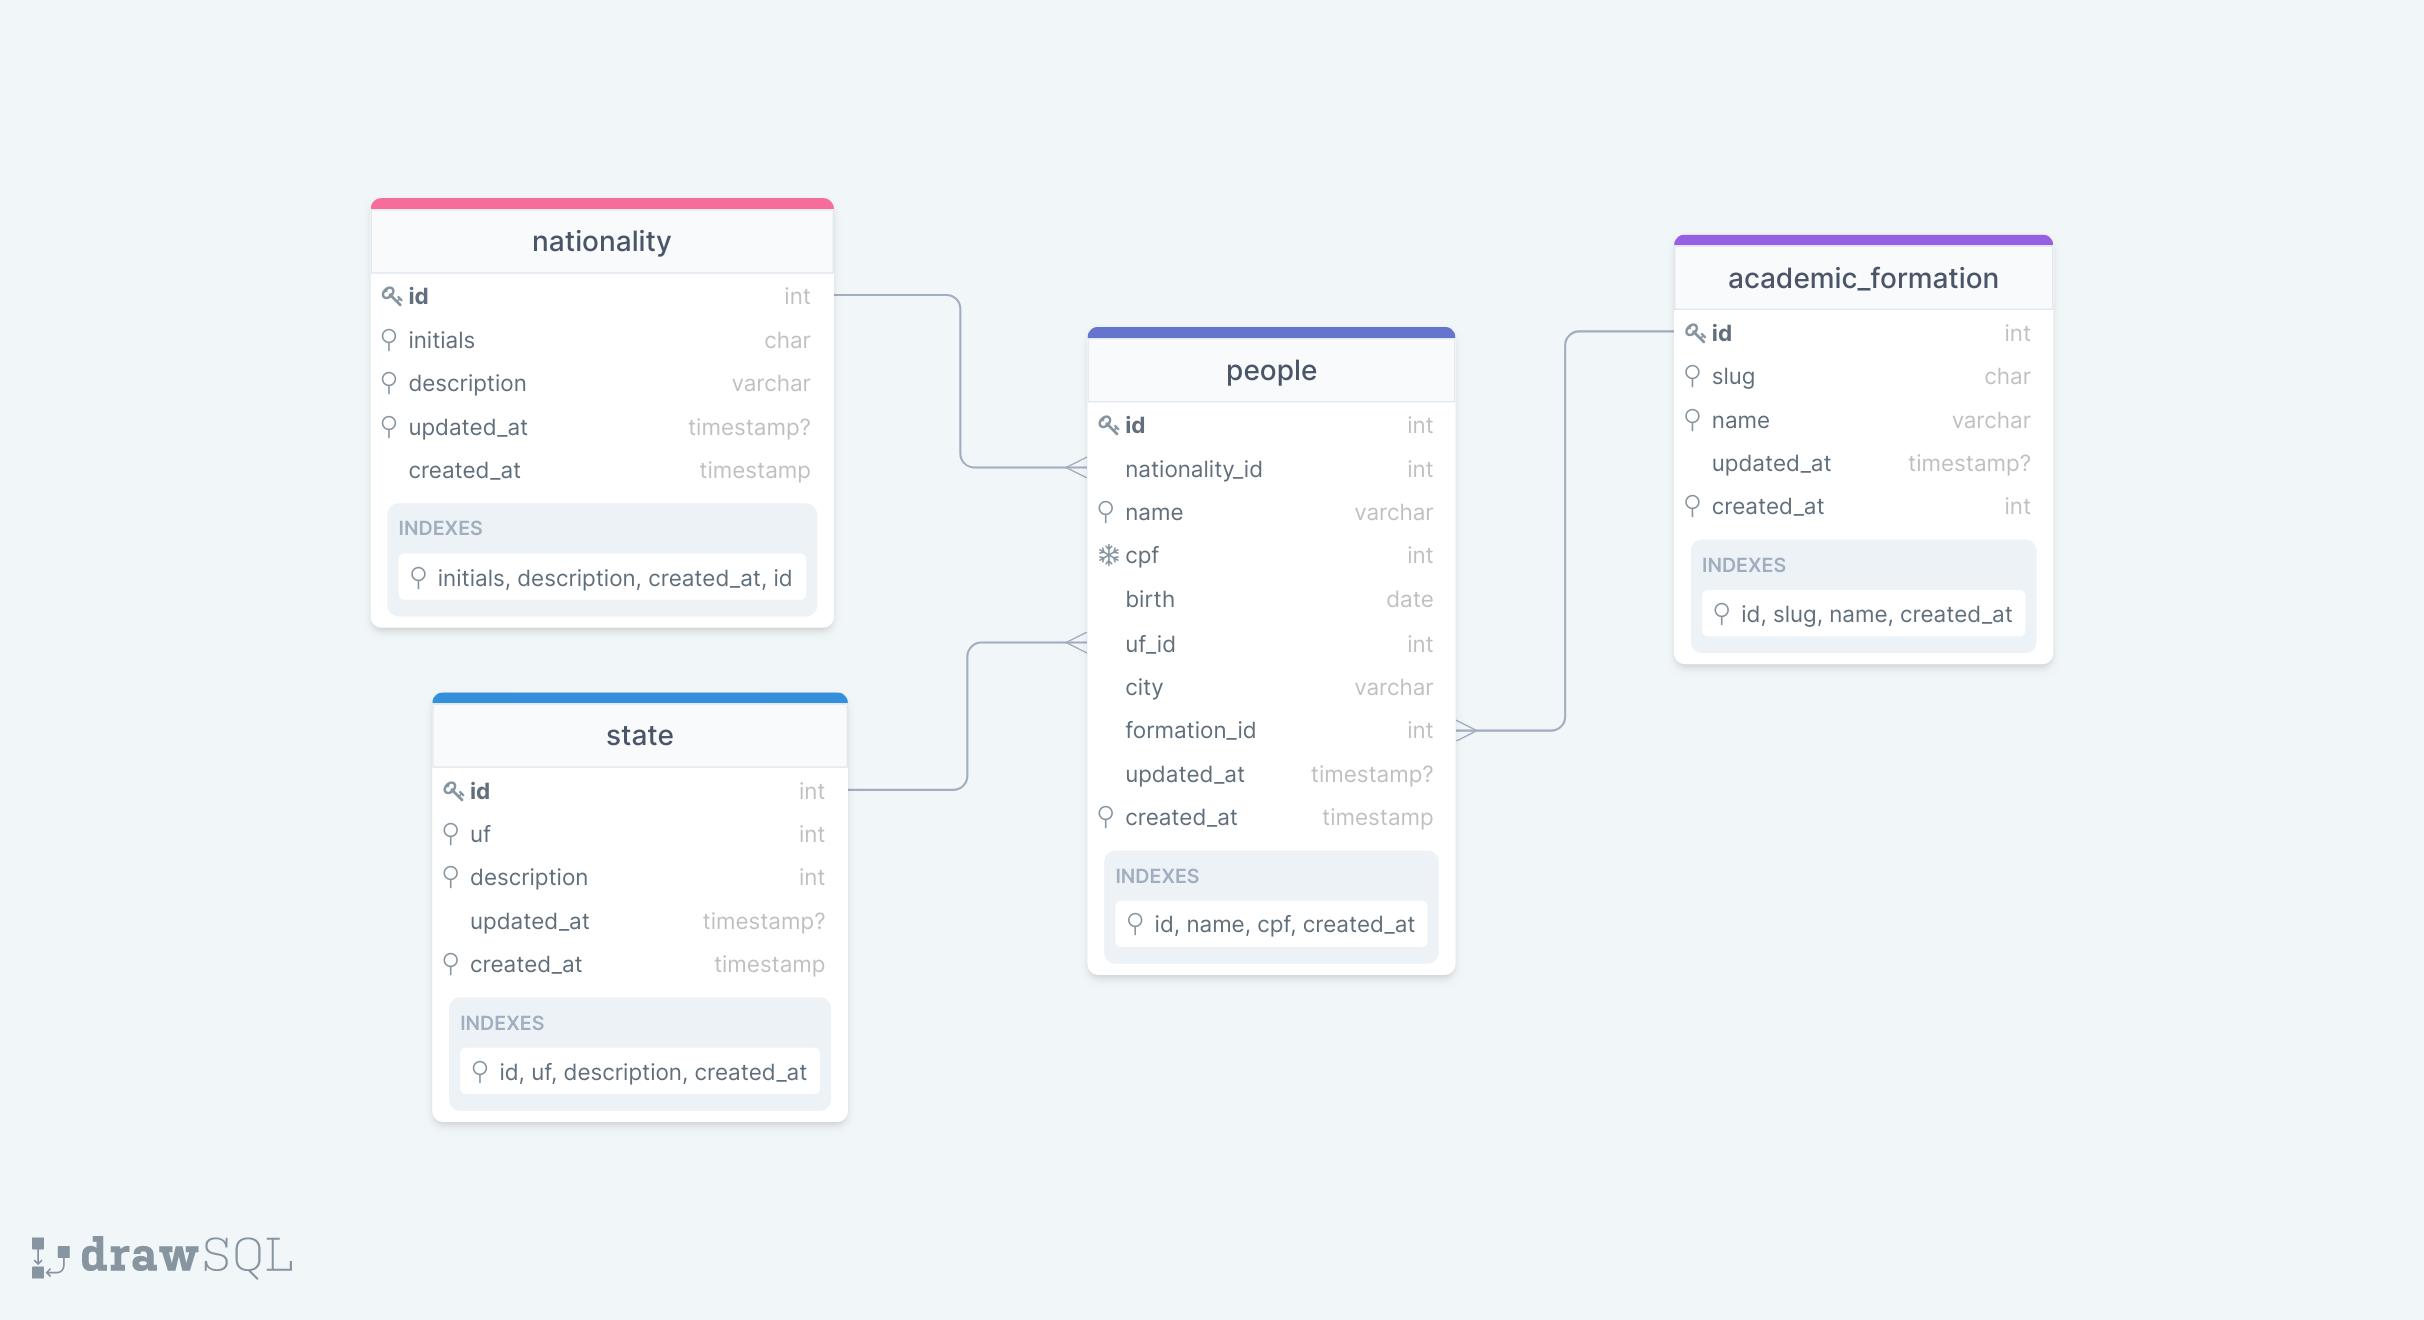 nationality
id int
initials char
description varchar
updated_at timestamp?
created_at timestamp
INDEXES
initials, description, created_at, id
state
id int
uf int
description int
updated_at timestamp?
created_at timestamp
INDEXES
id, uf, description, created_at
people
id int
nationality_id int
name varchar
cpf int
birth date
uf_id int
city varchar
formation_id int
updated_at timestamp?
created_at timestamp
INDEXES
id, name, cpf, created_at
academic_formation
id int
slug char
name varchar
updated_at timestamp?
created_at int
INDEXES
id, slug, name, created_at
drawSQL